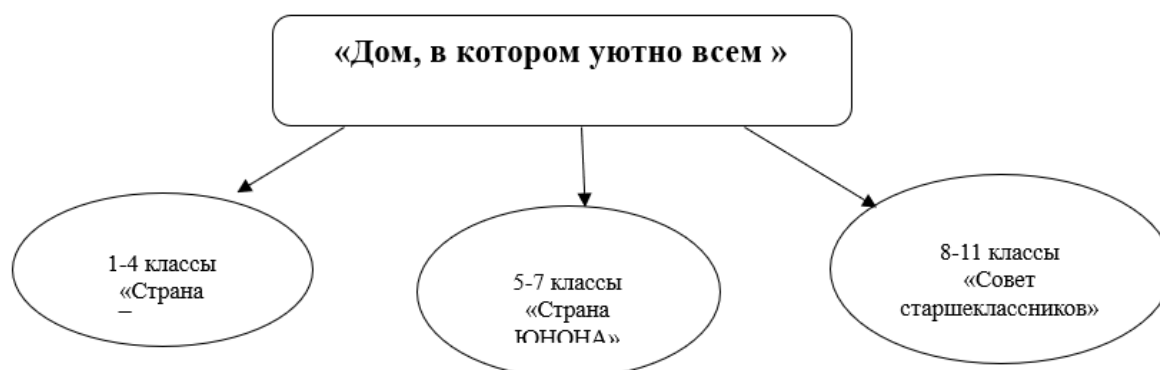 «Дом, в котором уютно всем »
1-4 классы
«Страна
5-7 классы
«Страна
ЮНОНА»
8-11 классы
«Совет
старшеклассников»